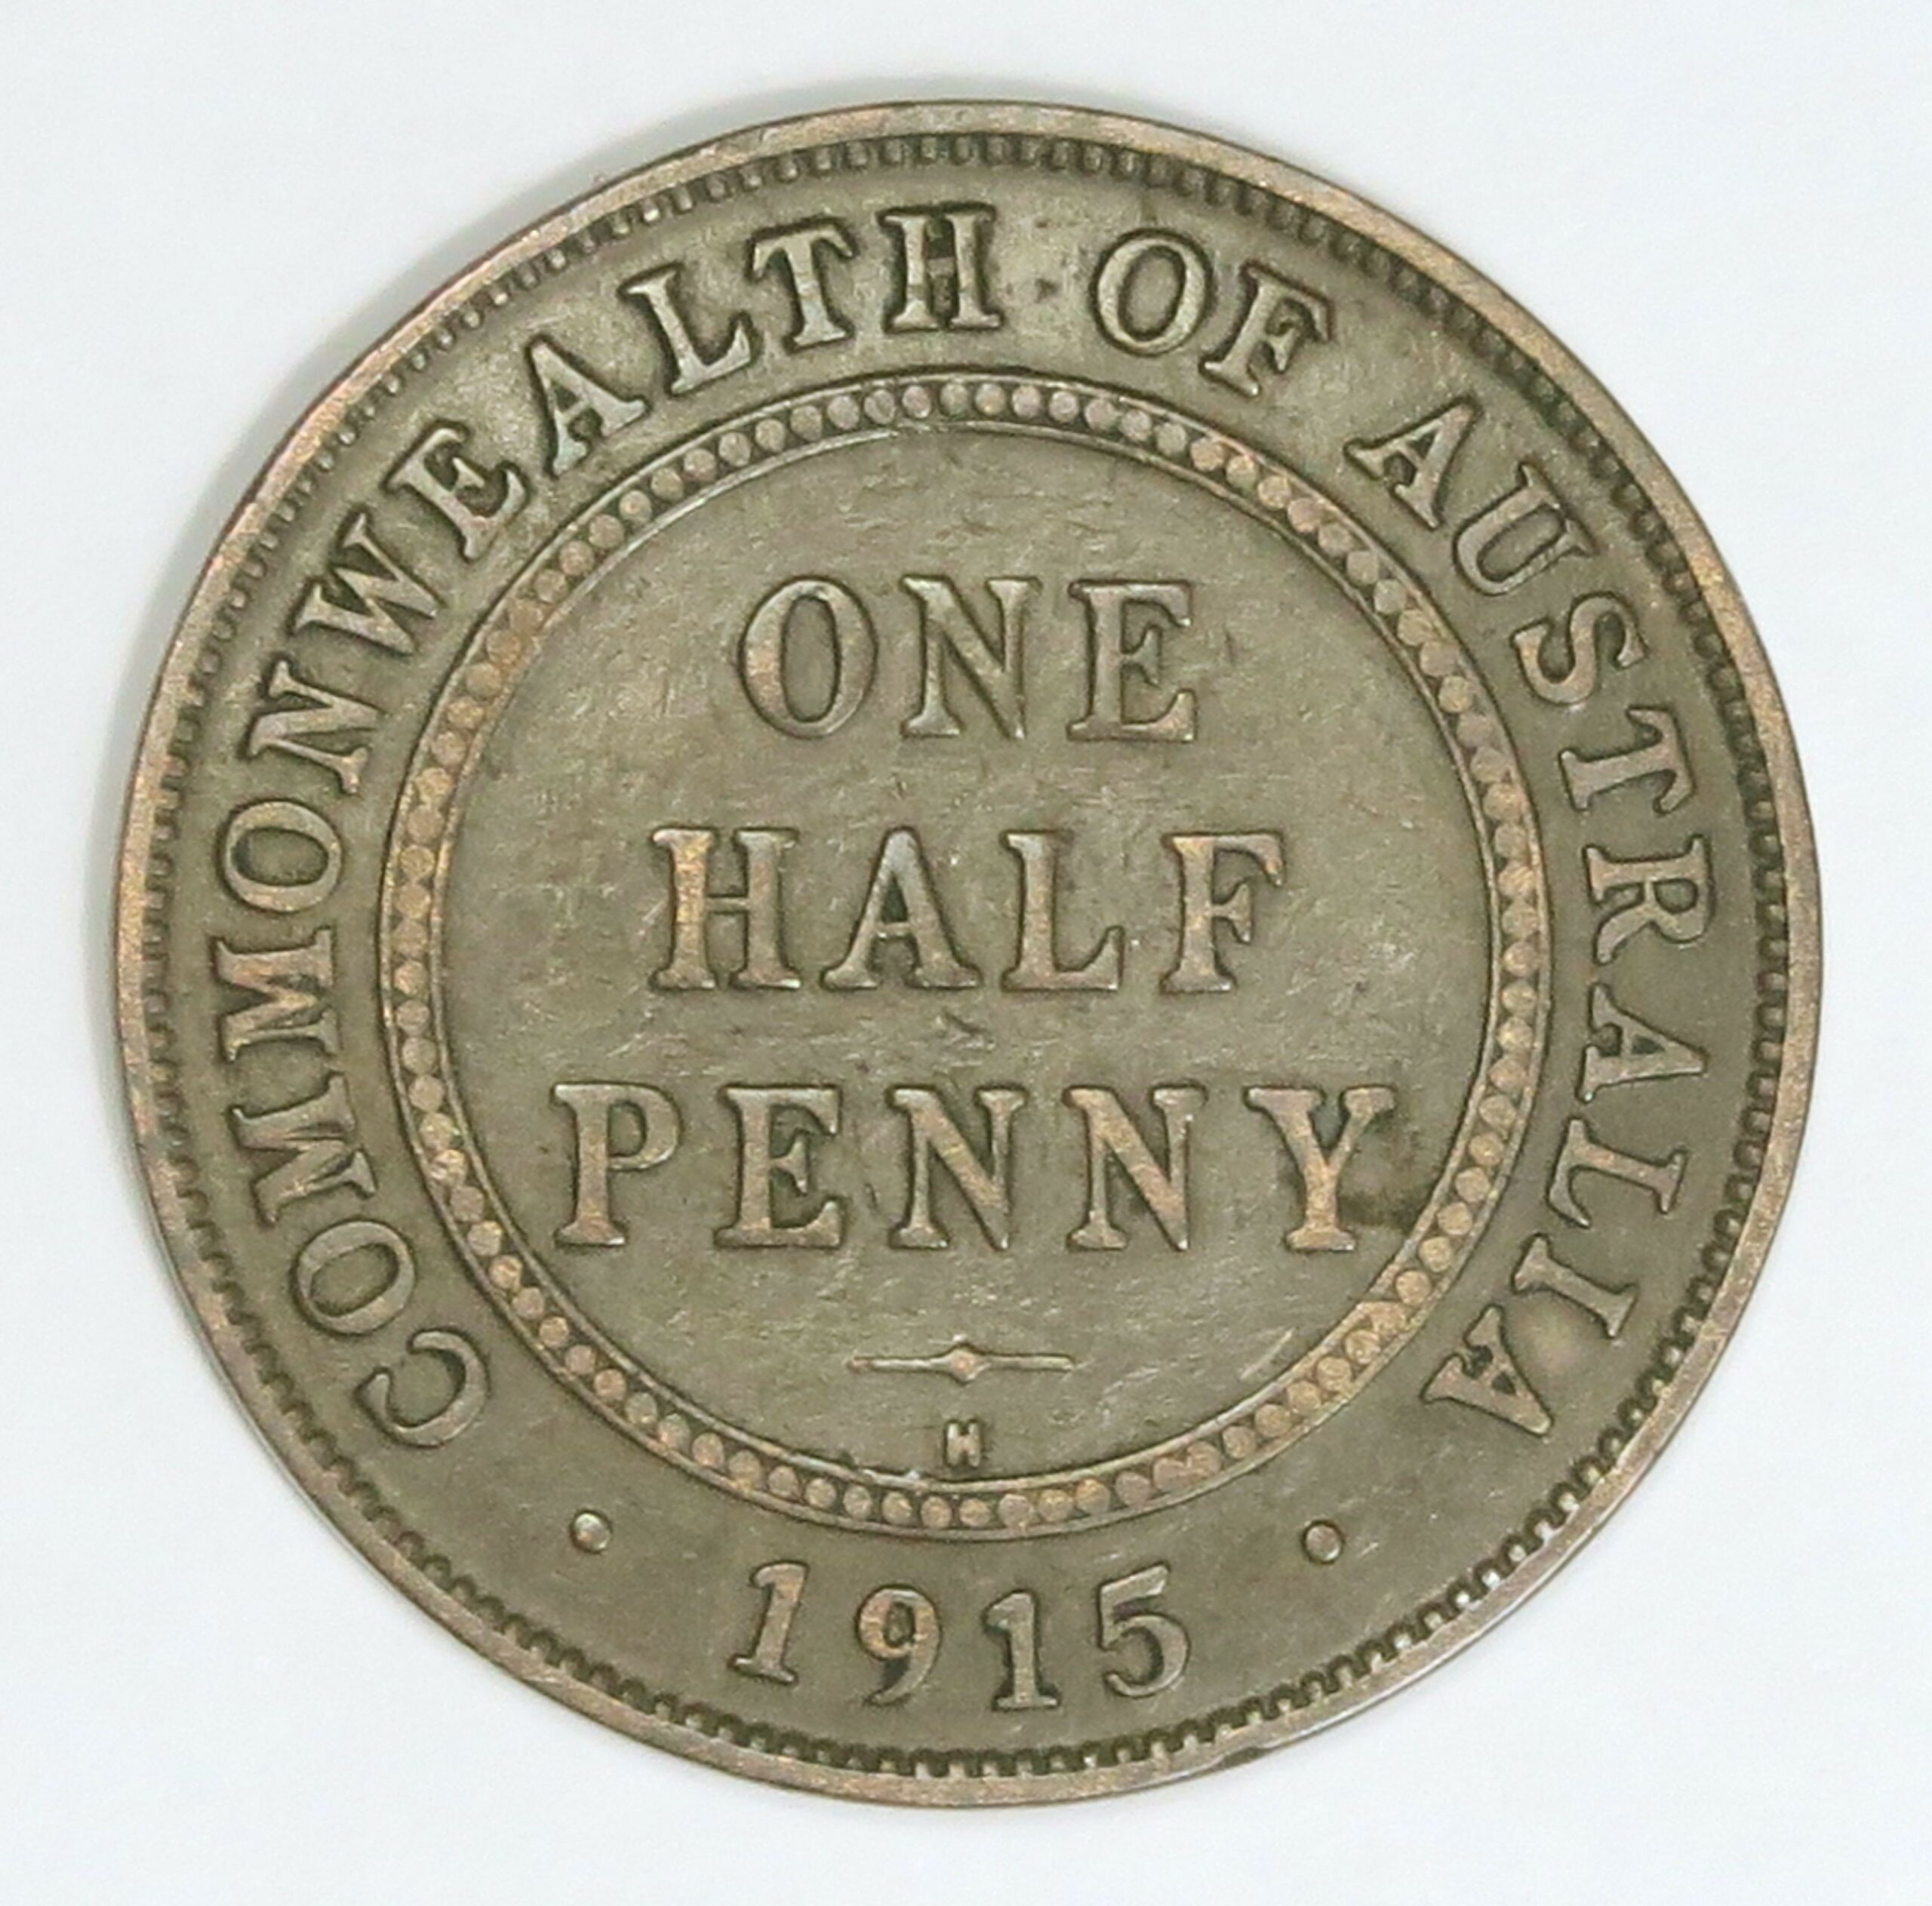 COMMONWEALTH OF AUSTRALIA
ONE
HALF
PENNY
H
· 1915 ·